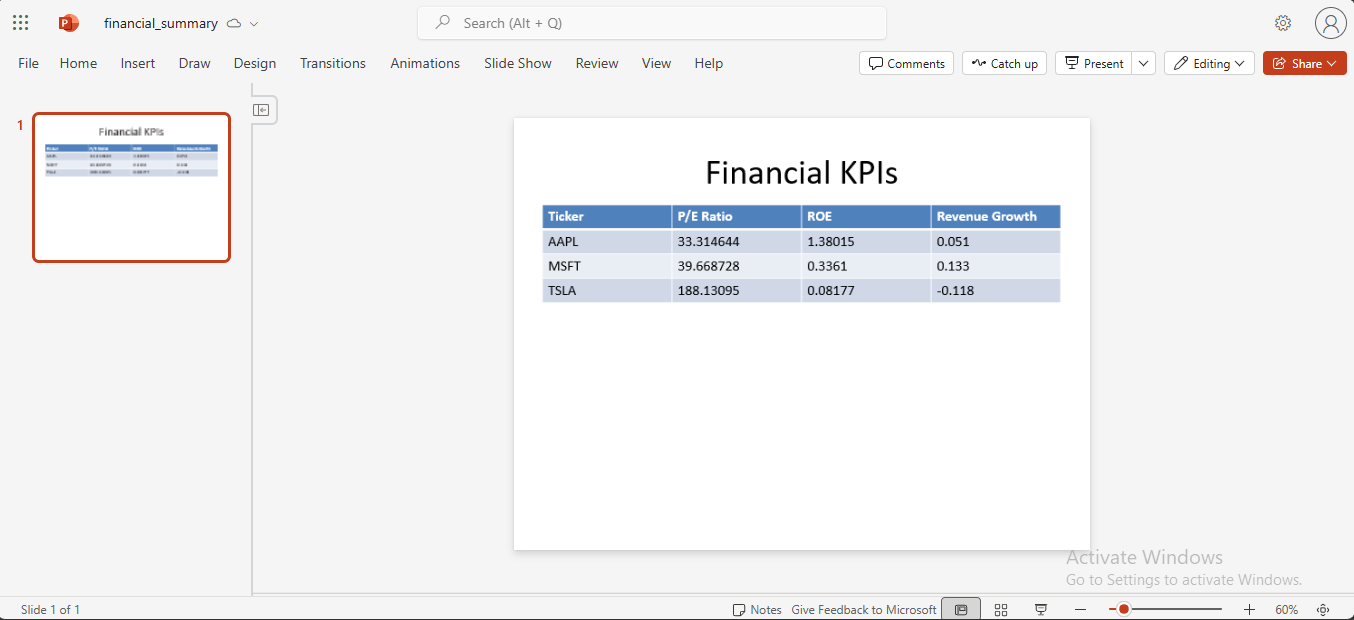 financial_summary
Search (Alt + Q)
File Home Insert Draw Design Transitions Animations Slide Show Review View Help
Comments Catch up Present Editing Share
1
Financial KPIs
Financial KPIs
Ticker P/E Ratio ROE Revenue Growth
AAPL 33.314644 1.38015 0.051
MSFT 39.668728 0.3361 0.133
TSLA 188.13095 0.08177 -0.118
Activate Windows
Go to Settings to activate Windows.
Slide 1 of 1 Notes Give Feedback to Microsoft 60%